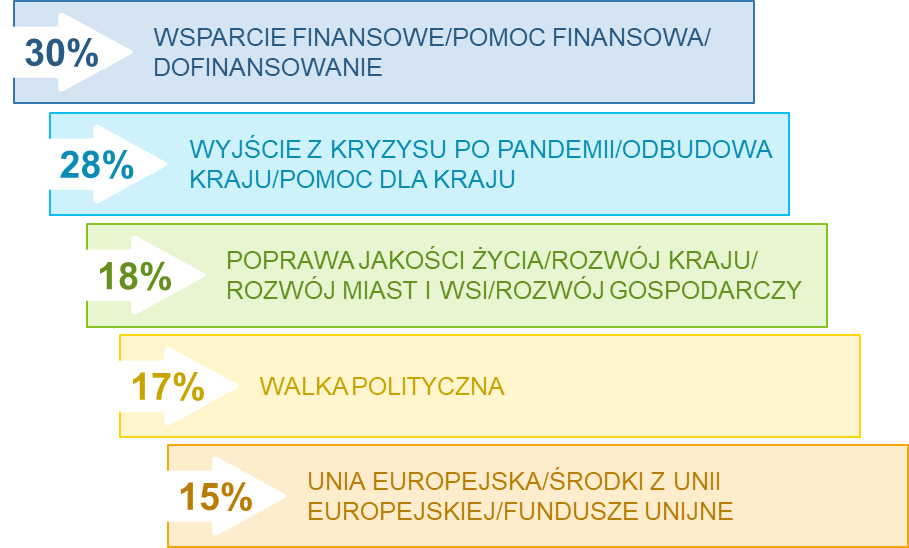 30%
WSPARCIE FINANSOWE/POMOC FINANSOWA/
DOFINANSOWANIE
28%
WYJŚCIE Z KRYZYSU PO PANDEMII/ODBUDOWA
KRAJU/POMOC DLA KRAJU
18%
POPRAWA JAKOŚCI ŻYCIA/ROZWÓJ KRAJU/
ROZWÓJ MIAST I WSI/ROZWÓJ GOSPODARCZY
17%
WALKA POLITYCZNA
15%
UNIA EUROPEJSKA/ŚRODKI Z UNII
EUROPEJSKIEJ/FUNDUSZE UNIJNE